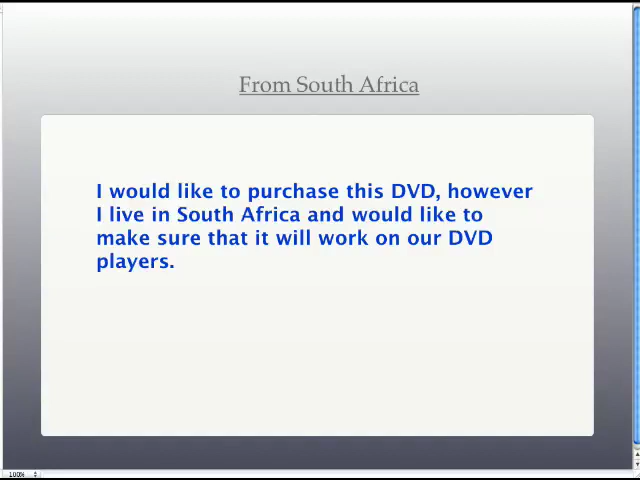 From South Africa
I would like to purchase this DVD, however
I live in South Africa and would like to
make sure that it will work on our DVD
players.
100%